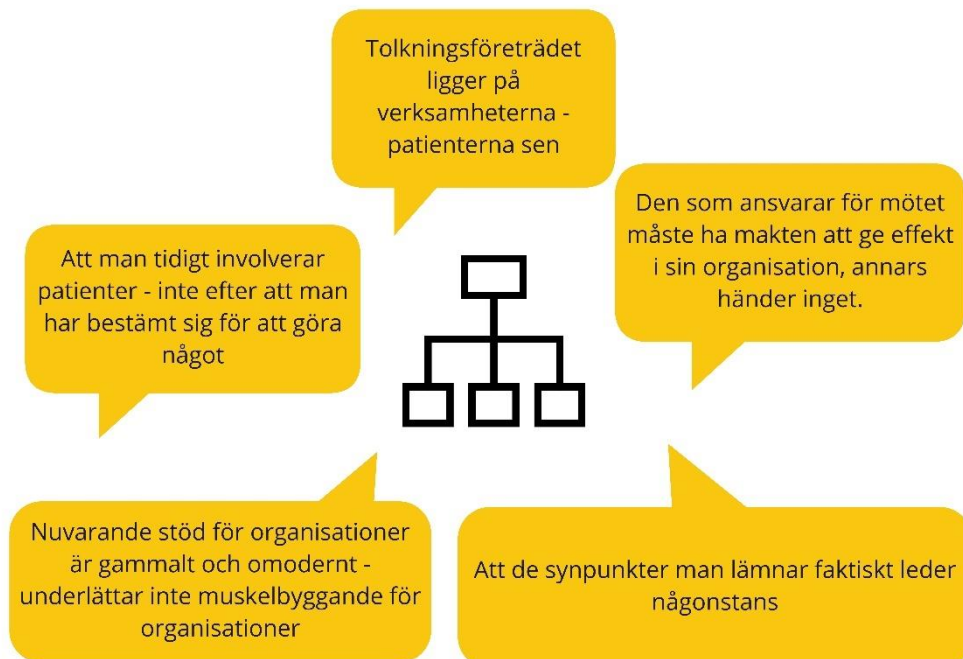 Tolkningsföreträdet
ligger på
verksamheterna -
patienterna sen
Den som ansvarar för mötet
måste ha makten att ge effekt
i sin organisation, annars
händer inget.
Att man tidigt involverar
patienter - inte efter att man
har bestämt sig för att göra
något
Nuvarande stöd för organisationer
är gammalt och omodernt -
underlättar inte muskelbyggande för
organisationer
Att de synpunkter man lämnar faktiskt leder
någonstans